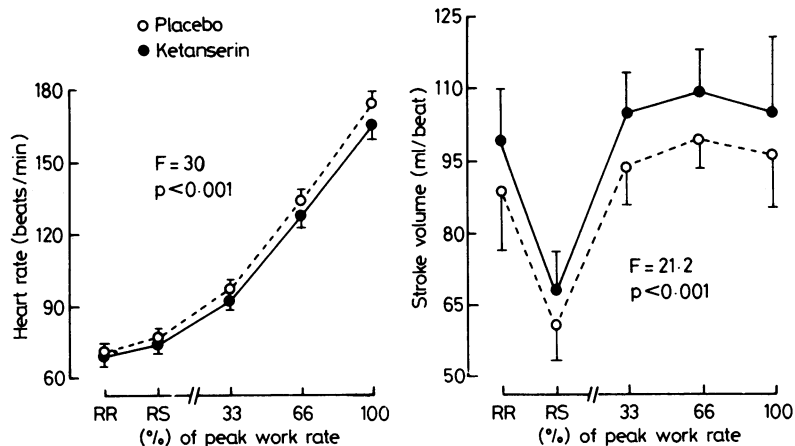 Placebo
Ketanserin
Heart rate (beats/min)
180
150
120
90
60
F=30
p<0.001
RR RS 33 66 100
(%) of peak work rate
Stroke volume (ml/beat)
125
110
95
80
65
50
F=21·2
p<0·001
RR RS 33 66 100
(%) of peak work rate